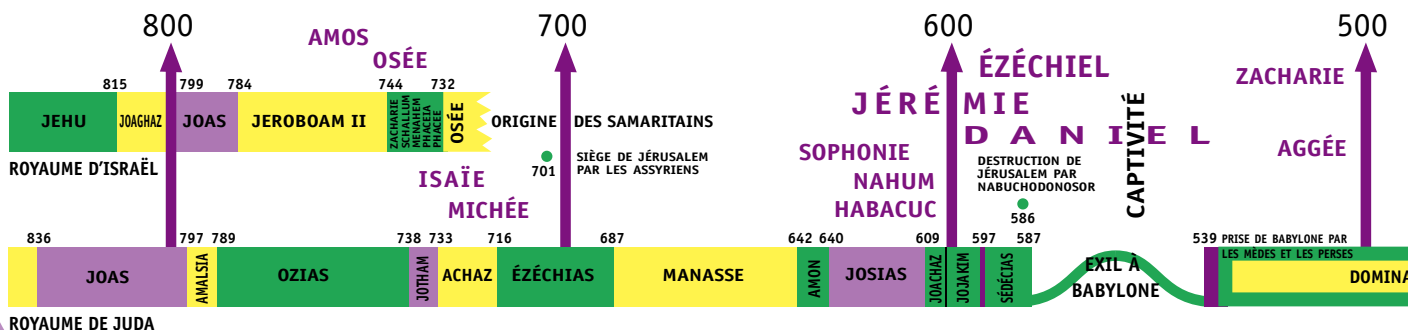 800
700
600
500
AMOS
OSÉE
ÉZÉCHIEL
ZACHARIE
JÉRÉMIE
DANIEL
CAPTIVITÉ
815
799
784
744
732
JEHU
JOAGHAZ
JOAS
JEROBOAM II
ZACHARIE
SCHALLUM
MENAHEM
PHACEIA
PHACEE
OSÉE
ORIGINE DES SAMARITAINS
ROYAUME D'ISRAËL
701
SIÈGE DE JÉRUSALEM
PAR LES ASSYRIENS
SOPHONIE
NAHUM
HABACUC
DESTRUCTION DE
JÉRUSALEM PAR
NABUCHODONOSOR
586
AGGÉE
ISAÏE
MICHÉE
836
797
789
738
733
716
687
642
640
609
597
587
539
PRISE DE BABYLONE PAR
LES MÈDES ET LES PERSES
JOAS
AMALSIA
OZIAS
JOTHAM
ACHAZ
ÉZÉCHIAS
MANASSE
AMON
JOSIAS
JOACHAZ
JOJAKIM
SÉDÉCIAS
EXIL À
BABYLONE
DOMINA
ROYAUME DE JUDA